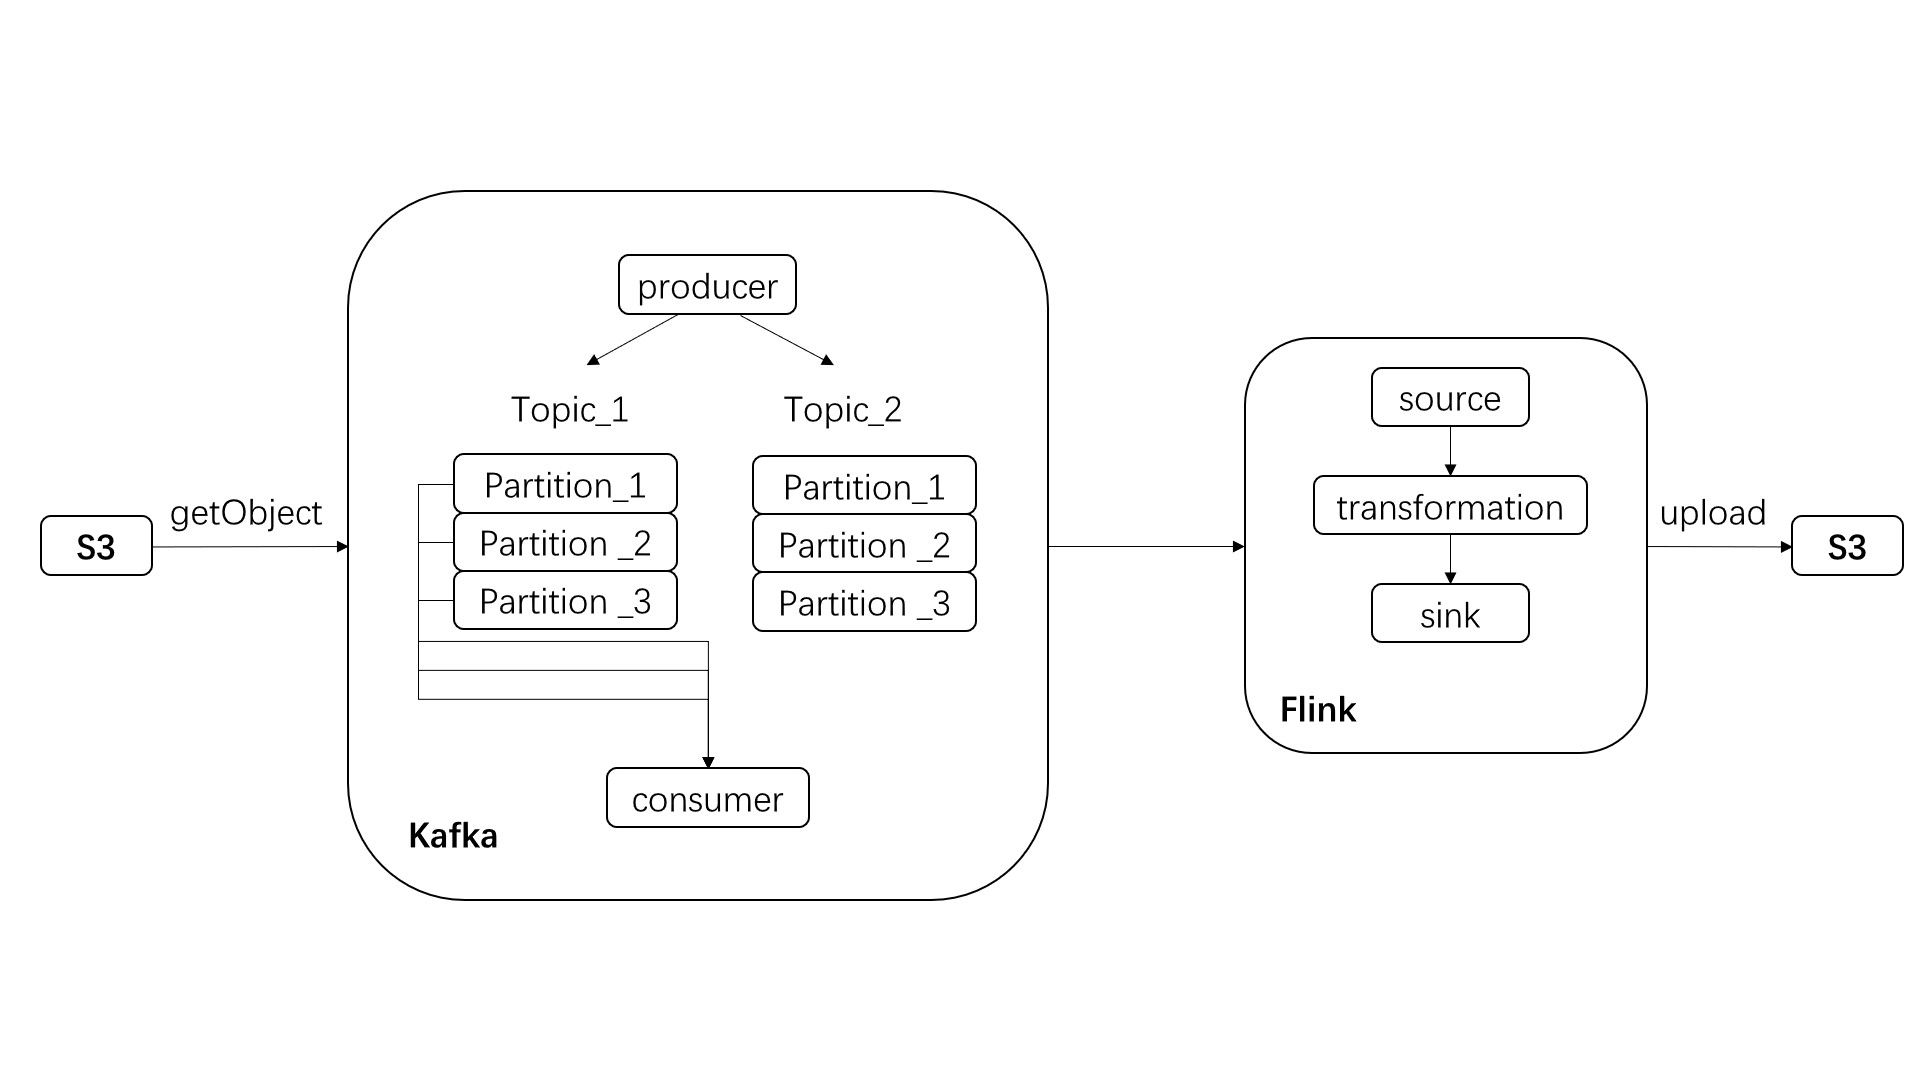 S3
getObject
producer
Topic_1
Partition_1
Partition _2
Partition _3
Topic_2
Partition_1
Partition _2
Partition _3
consumer
Kafka
source
transformation
sink
Flink
upload
S3